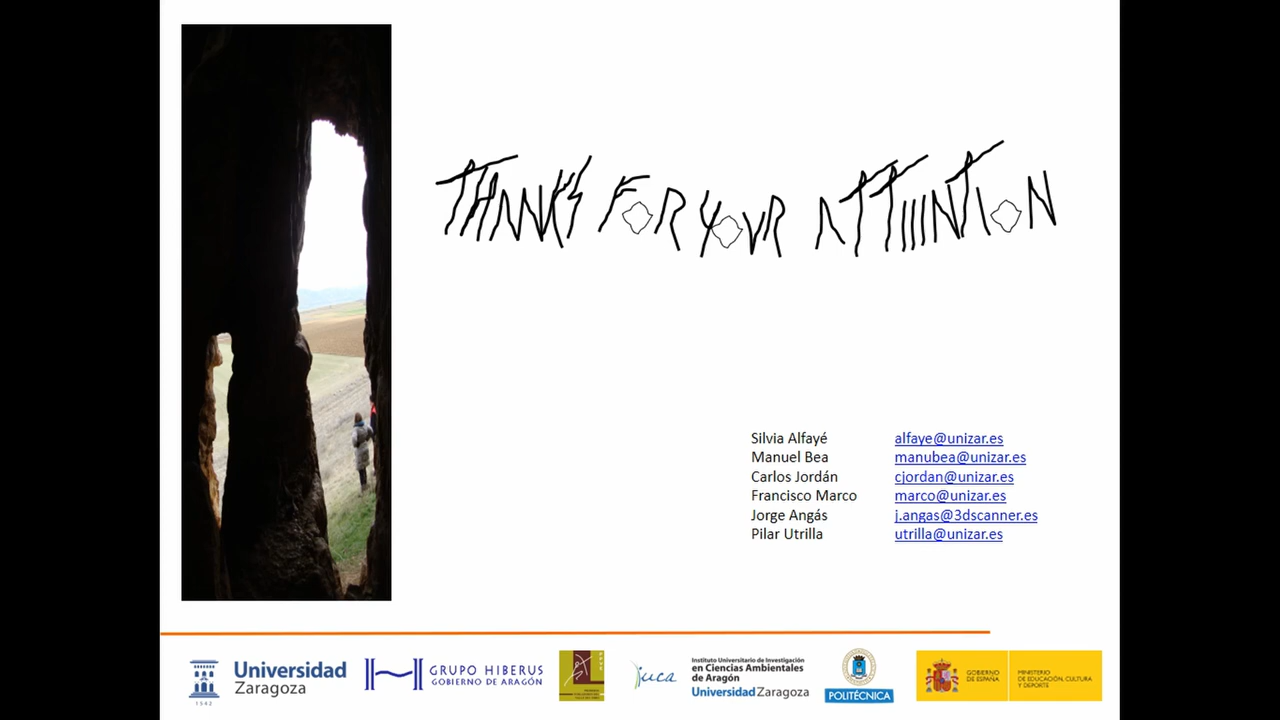 THANKS FOR YOUR ATTIIINTION
Silvia Alfayé alfaye@unizar.es
Manuel Bea manubea@unizar.es
Carlos Jordán cjordan@unizar.es
Francisco Marco marco@unizar.es
Jorge Angás j.angas@3dscanner.es
Pilar Utrilla utrilla@unizar.es
Universidad
Zaragoza
1542
GRUPO HIBERUS
GOBIERNO DE ARAGÓN
iuca
Instituto Universitario de Investigación
en Ciencias Ambientales
de Aragón
Universidad Zaragoza
POLITÉCNICA
GOBIERNO
DE ESPAÑA
MINISTERIO
DE EDUCACIÓN, CULTURA
Y DEPORTE